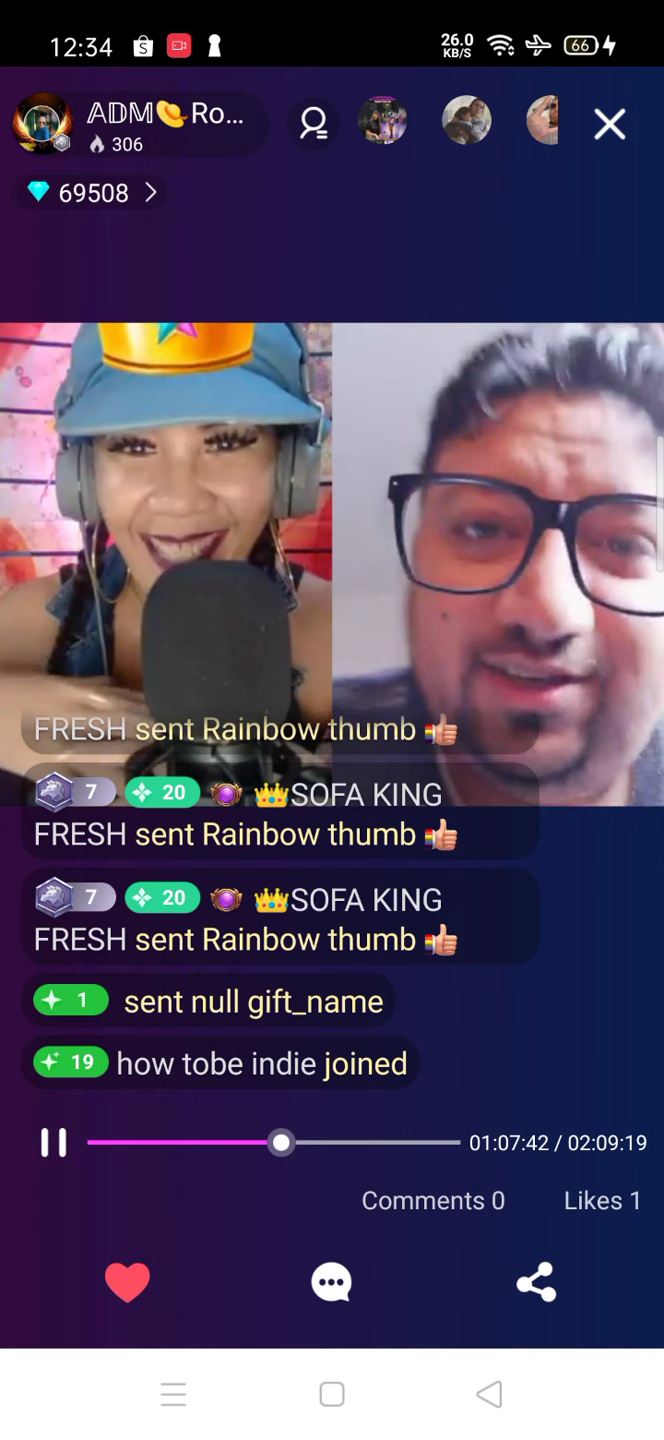 12:34
26.0
KB/S
66
𝔸𝔻𝕄👒Ro...
306
69508
FRESH sent Rainbow thumb
7 20 👑SOFA KING
FRESH sent Rainbow thumb
7 20 👑SOFA KING
FRESH sent Rainbow thumb
1 sent null gift_name
19 how tobe indie joined
01:07:42 / 02:09:19
Comments 0 Likes 1